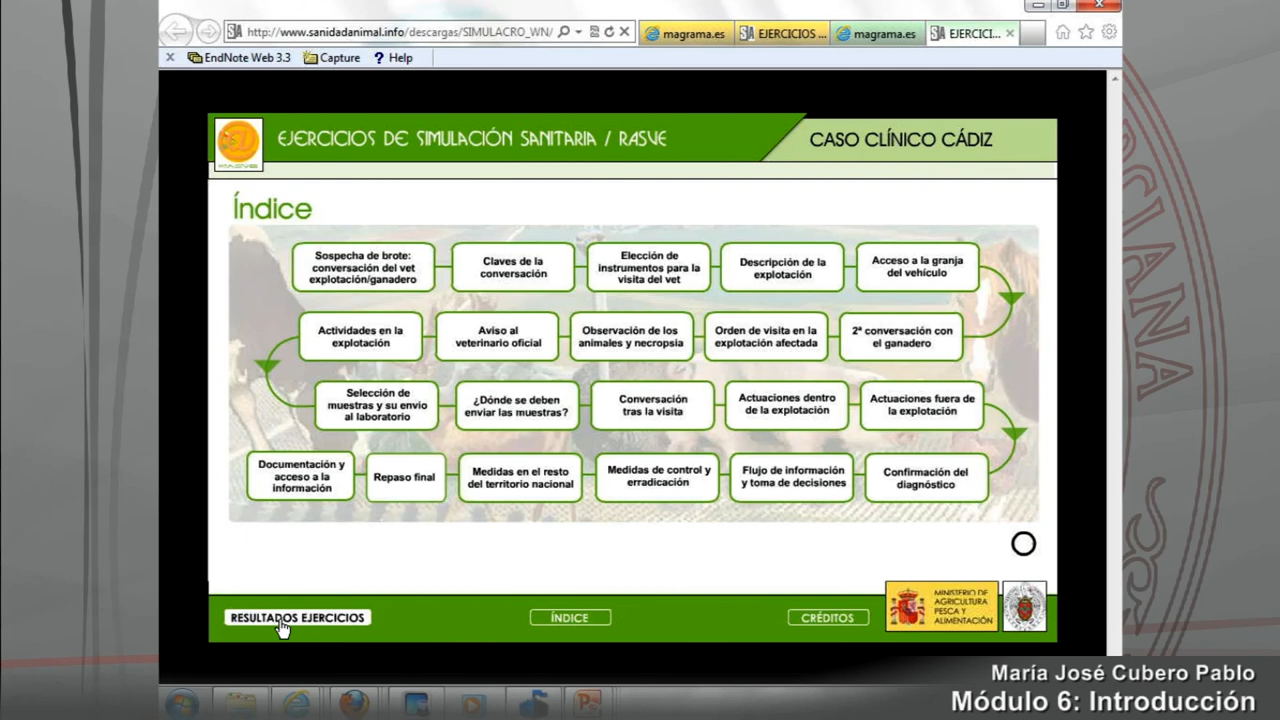 http://www.sanidadanimal.info/descargas/SIMULACRO_WN/
magrama.es
EJERCICIOS ...
magrama.es
EJERCICI...
EndNote Web 3.3
Capture
Help
EJERCICIOS DE SIMULACIÓN SANITARIA / RASVE
CASO CLÍNICO CÁDIZ
Índice
Sospecha de brote:
conversación del vet
explotación/ganadero
Claves de la
conversación
Elección de
instrumentos para la
visita del vet
Descripción de la
explotación
Acceso a la granja
del vehículo
Actividades en la
explotación
Aviso al
veterinario oficial
Observación de los
animales y necropsia
Orden de visita en la
explotación afectada
2ª conversación con
el ganadero
Selección de
muestras y su envio
al laboratorio
¿Dónde se deben
enviar las muestras?
Conversación
tras la visita
Actuaciones dentro
de la explotación
Actuaciones fuera de
la explotación
Documentación y
acceso a la
información
Repaso final
Medidas en el resto
del territorio nacional
Medidas de control y
erradicación
Flujo de información
y toma de decisiones
Confirmación del
diagnóstico
RESULTADOS EJERCICIOS
ÍNDICE
CRÉDITOS
MINISTERIO DE
AGRICULTURA
PESCA Y
ALIMENTACIÓN
María José Cubero Pablo
Módulo 6: Introducción